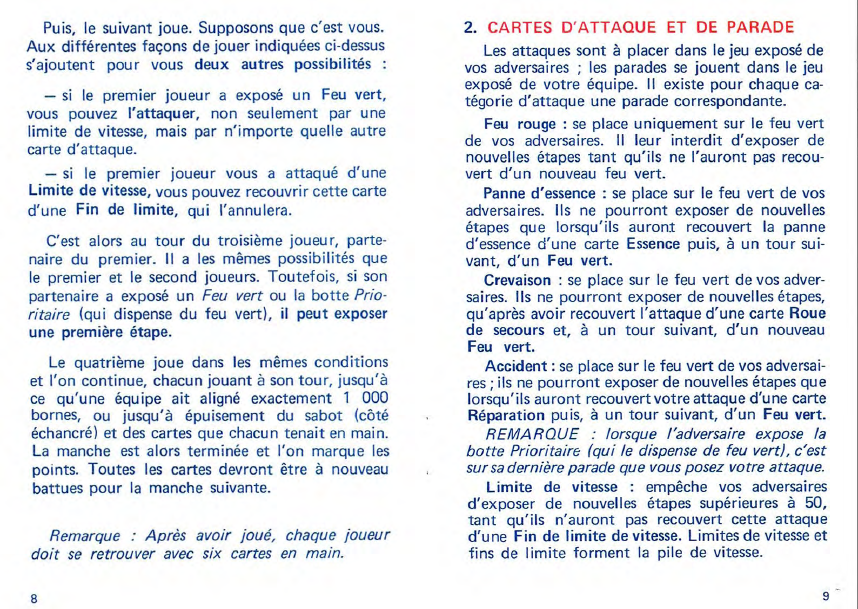 Puis, le suivant joue. Supposons que c'est vous.
Aux différentes façons de jouer indiquées ci-dessus
s'ajoutent pour vous deux autres possibilités :
— si le premier joueur a exposé un Feu vert,
vous pouvez l'attaquer, non seulement par une
limite de vitesse, mais par n'importe quelle autre
carte d'attaque.
— si le premier joueur vous a attaqué d'une
Limite de vitesse, vous pouvez recouvrir cette carte
d'une Fin de limite, qui l'annulera.
C'est alors au tour du troisième joueur, parte-
naire du premier. Il a les mêmes possibilités que
le premier et le second joueurs. Toutefois, si son
partenaire a exposé un Feu vert ou la botte Prio-
ritaire (qui dispense du feu vert), il peut exposer
une première étape.
Le quatrième joue dans les mêmes conditions
et l'on continue, chacun jouant à son tour, jusqu'à
ce qu'une équipe ait aligné exactement 1 000
bornes, ou jusqu'à épuisement du sabot (côté
échancré) et des cartes que chacun tenait en main.
La manche est alors terminée et l'on marque les
points. Toutes les cartes devront être à nouveau
battues pour la manche suivante.
Remarque : Après avoir joué, chaque joueur
doit se retrouver avec six cartes en main.
8
2. CARTES D'ATTAQUE ET DE PARADE
Les attaques sont à placer dans le jeu exposé de
vos adversaires ; les parades se jouent dans le jeu
exposé de votre équipe. Il existe pour chaque ca-
tégorie d'attaque une parade correspondante.
Feu rouge : se place uniquement sur le feu vert
de vos adversaires. Il leur interdit d'exposer de
nouvelles étapes tant qu'ils ne l'auront pas recou-
vert d'un nouveau feu vert.
Panne d'essence : se place sur le feu vert de vos
adversaires. Ils ne pourront exposer de nouvelles
étapes que lorsqu'ils auront recouvert la panne
d'essence d'une carte Essence puis, à un tour sui-
vant, d'un Feu vert.
Crevaison : se place sur le feu vert de vos adver-
saires. Ils ne pourront exposer de nouvelles étapes,
qu'après avoir recouvert l'attaque d'une carte Roue
de secours et, à un tour suivant, d'un nouveau
Feu vert.
Accident : se place sur le feu vert de vos adversai-
res ; ils ne pourront exposer de nouvelles étapes que
lorsqu'ils auront recouvert votre attaque d'une carte
Réparation puis, à un tour suivant, d'un Feu vert.
REMARQUE : lorsque l'adversaire expose la
botte Prioritaire (qui le dispense de feu vert), c'est
sur sa dernière parade que vous posez votre attaque.
Limite de vitesse : empêche vos adversaires
d'exposer de nouvelles étapes supérieures à 50,
tant qu'ils n'auront pas recouvert cette attaque
d'une Fin de limite de vitesse. Limites de vitesse et
fins de limite forment la pile de vitesse.
9